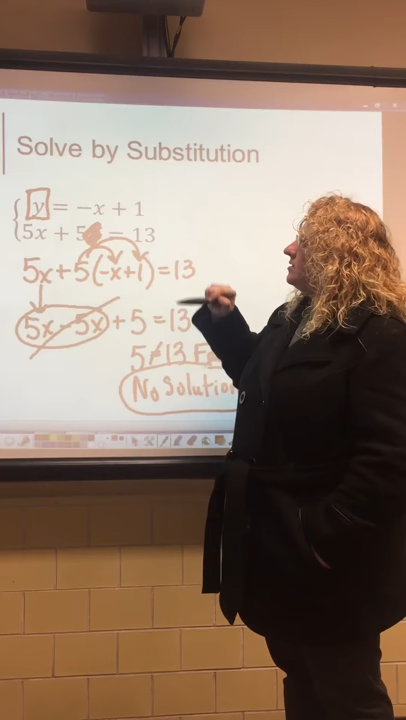 Solve by Substitution
y = −x + 1
5x + 5 = 13
5x+5(-x+1)=13
5x-5x+5=13
5≠13 F
No Solution